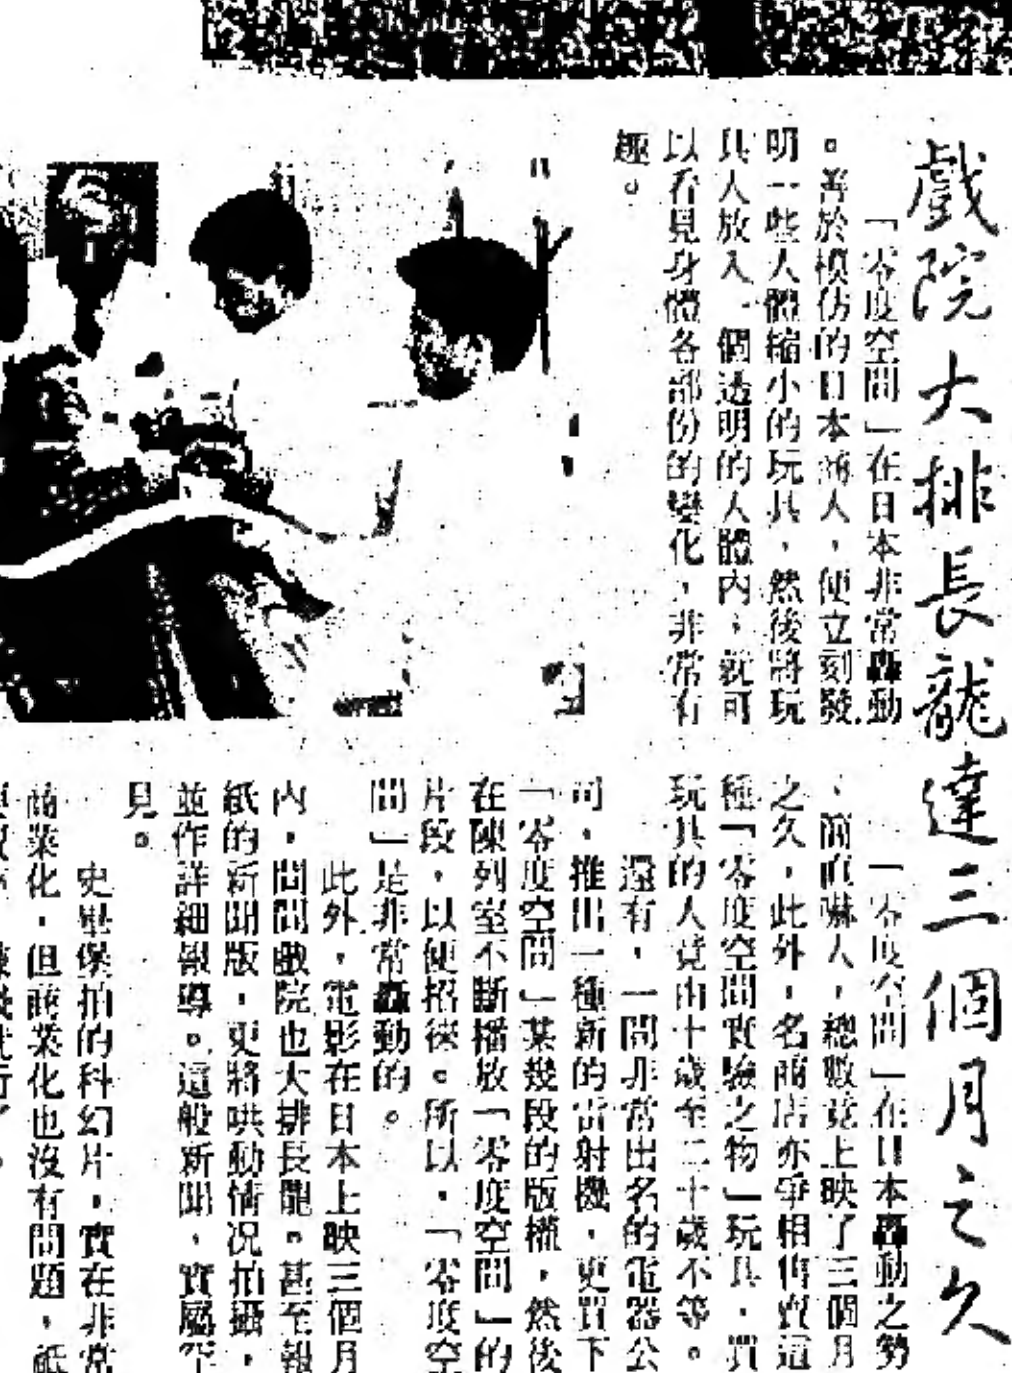 戲院大排長龍達三個月之久
「零度空間」在日本非常轟動
。善於模仿的日本商人，便立刻發
明一些人體縮小的玩具，然後將玩
具人放入一個透明的人體內，就可
以看見身體各部份的變化，非常有
趣。
「零度空間」在日本轟動之勢
，簡直嚇人，總數竟上映了三個月
之久，此外，名商店亦爭相售賣這
種「零度空間實驗之物」玩具，買
玩具的人竟由十歲至二十歲不等。
還有，一間非常出名的電器公
司，推出一種新的雷射機，更買下
「零度空間」某幾段的版權，然後
在陳列室不斷播放「零度空間」的
片段，以便招徠。所以，「零度空
間」是非常轟動的。
此外，電影在日本上映三個月
內，間間戲院也大排長龍。甚至報
紙的新聞版，更將哄動情况拍攝，
並作詳細報導。這般新聞，實屬罕
見。
史堡拍的科幻片，實在非常
商業化，但商業化也沒有問題，祗
就行了。